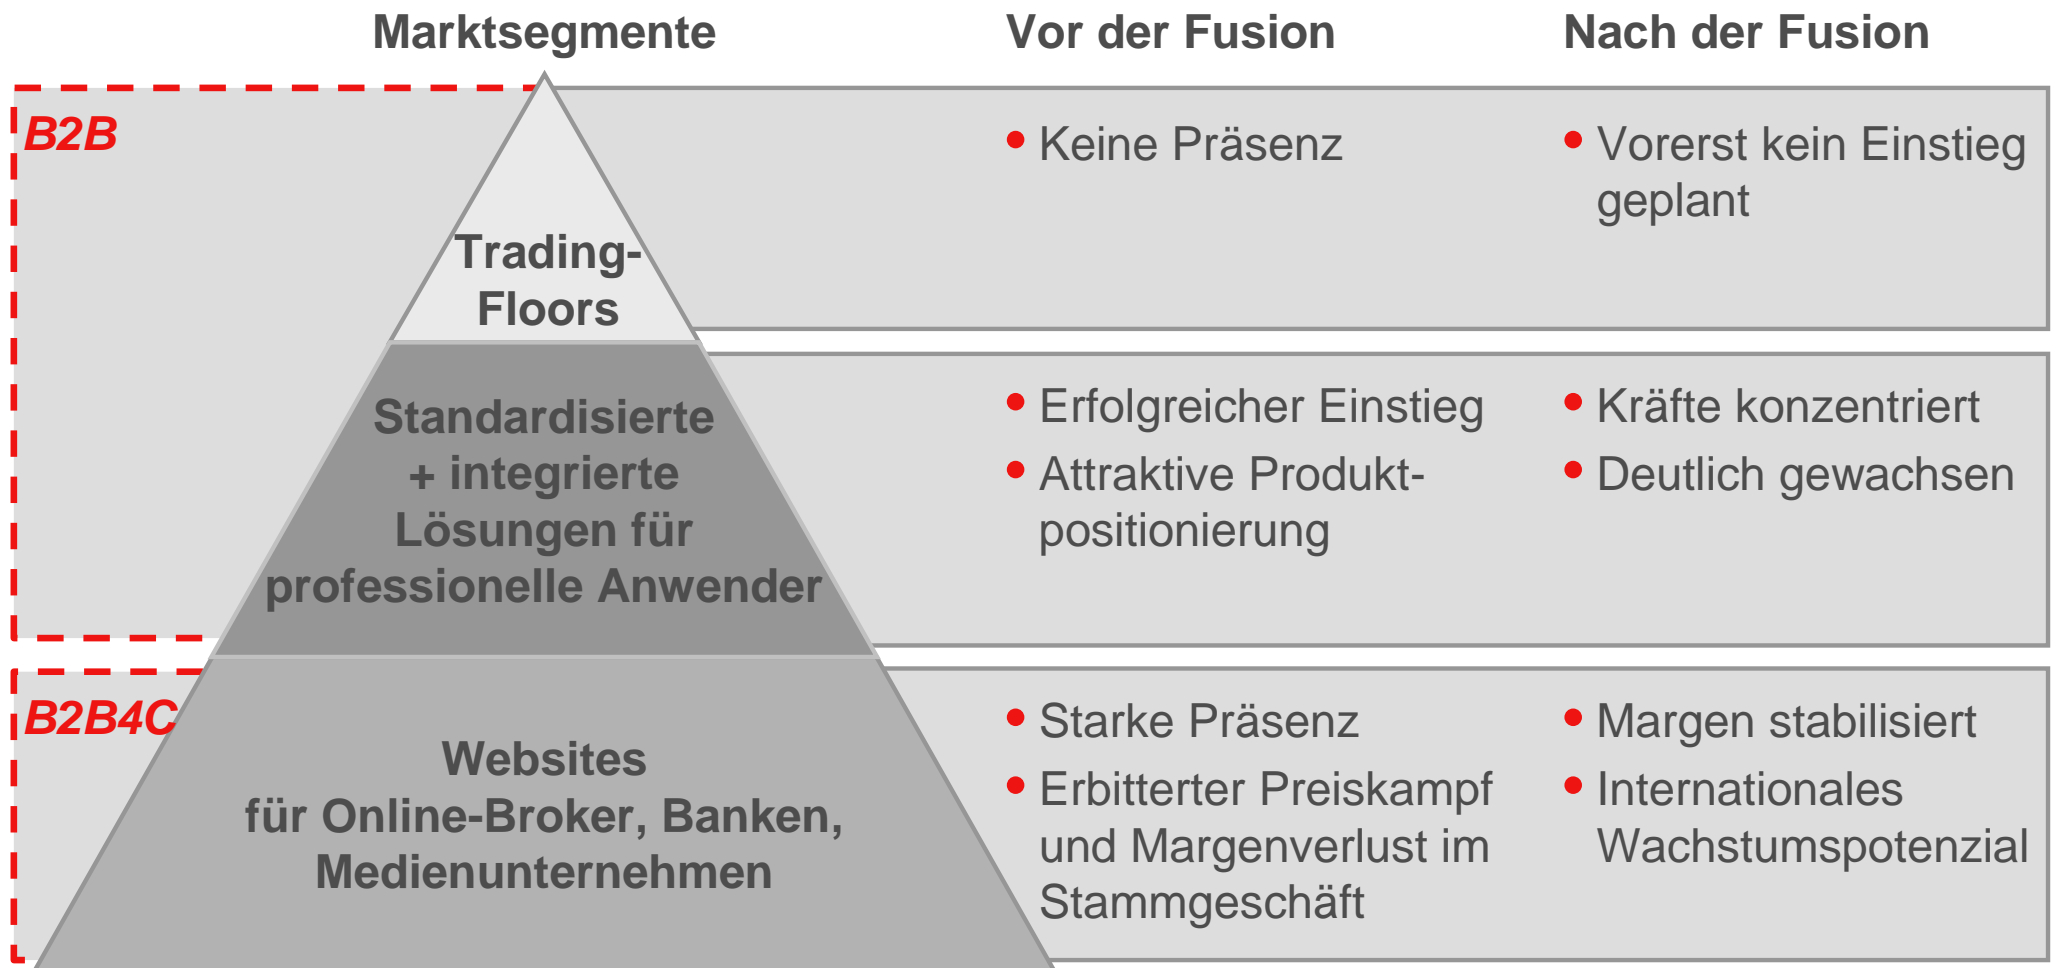 Marktsegmente
Vor der Fusion
Nach der Fusion
B2B
Trading-
Floors
• Keine Präsenz
• Vorerst kein Einstieg
geplant
Standardisierte
+ integrierte
Lösungen für
professionelle Anwender
• Erfolgreicher Einstieg
• Attraktive Produkt-
positionierung
• Kräfte konzentriert
• Deutlich gewachsen
B2B4C
Websites
für Online-Broker, Banken,
Medienunternehmen
• Starke Präsenz
• Erbitterter Preiskampf
und Margenverlust im
Stammgeschäft
• Margen stabilisiert
• Internationales
Wachstumspotenzial